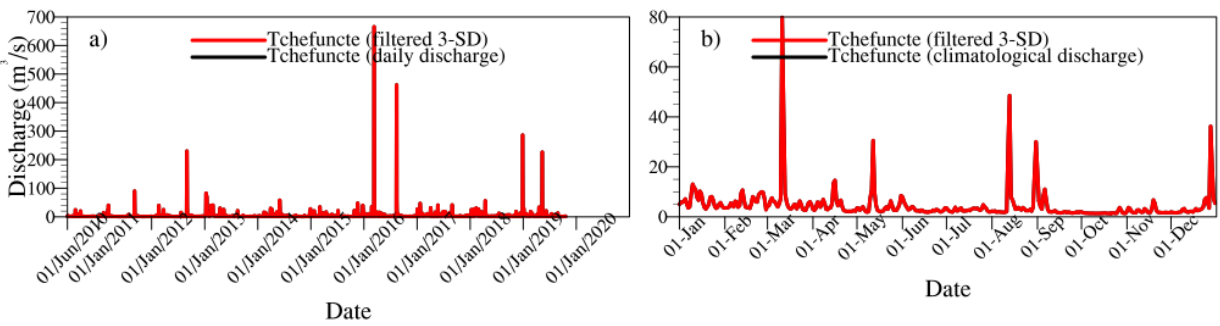 700
600
500
400
300
200
100
0
Discharge (m³/s)
a)
Tchefuncte (filtered 3-SD)
Tchefuncte (daily discharge)
01/Jun/2010
01/Jan/2011
01/Jan/2012
01/Jan/2013
01/Jan/2014
01/Jan/2015
01/Jan/2016
01/Jan/2017
01/Jan/2018
01/Jan/2019
01/Jan/2020
Date
80
60
40
20
0
b)
Tchefuncte (filtered 3-SD)
Tchefuncte (climatological discharge)
01-Jan
01-Feb
01-Mar
01-Apr
01-May
01-Jun
01-Jul
01-Aug
01-Sep
01-Oct
01-Nov
01-Dec
Date